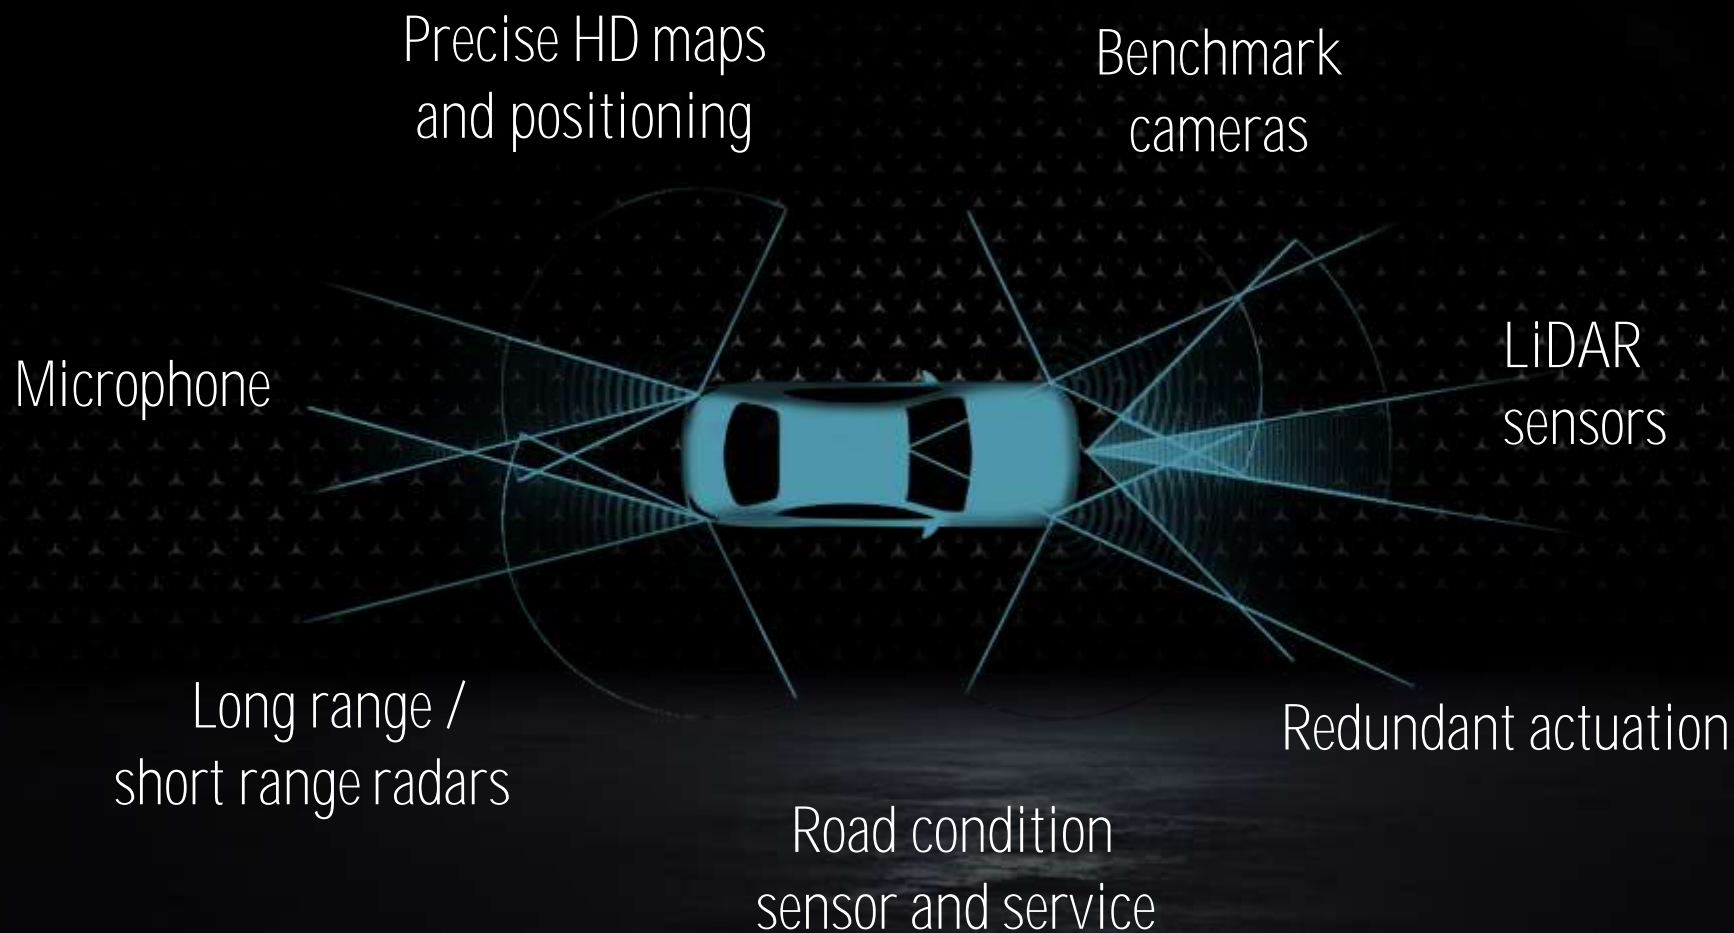 Precise HD maps
and positioning
Benchmark
cameras
Microphone
LiDAR
sensors
Long range /
short range radars
Redundant actuation
Road condition
sensor and service